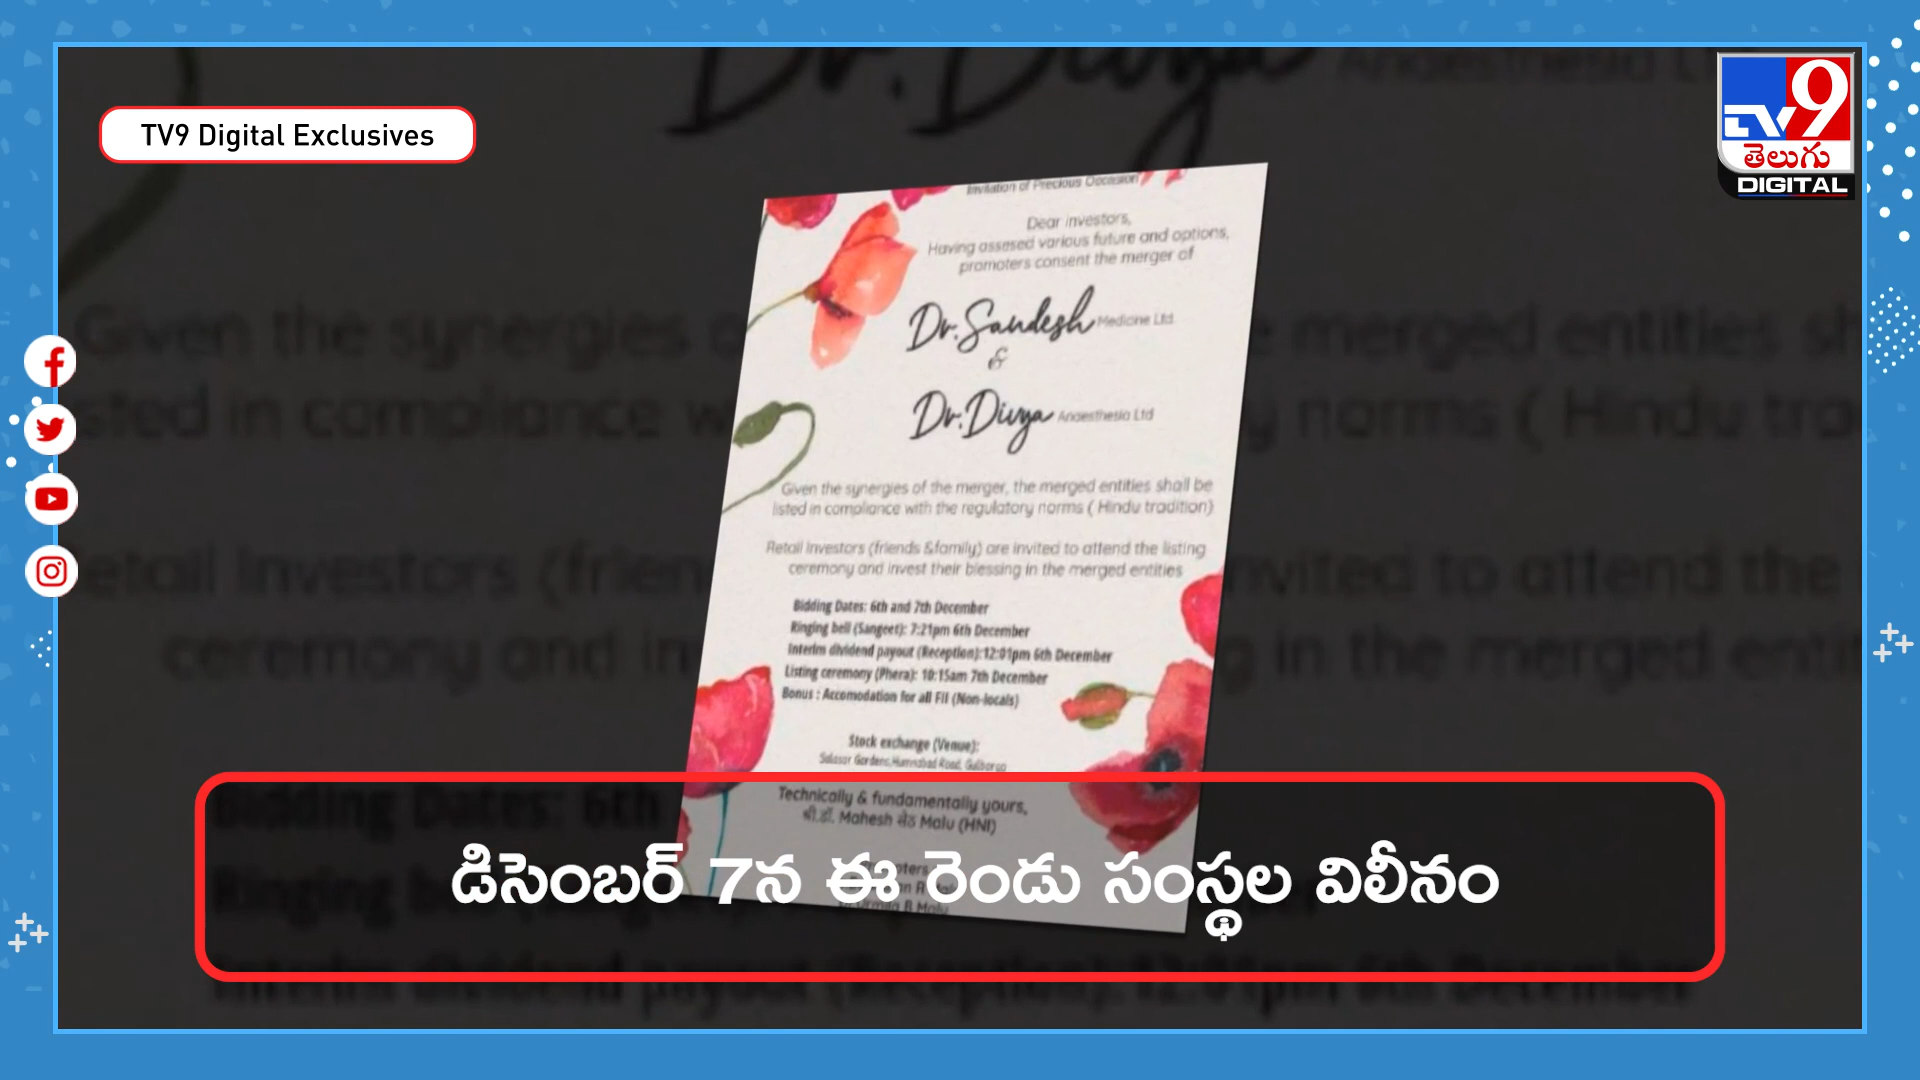 TV9 Digital Exclusives
TV9
తెలుగు
DIGITAL
Invitation of Precious Occasion
Dear investors,
Having assesed various future and options,
promoters consent the merger of
Dr.Sandesh Medicine Ltd.
&
Dr.Divya Anaesthesia Ltd
Given the synergies of the merger, the merged entities shall be
listed in compliance with the regulatory norms ( Hindu tradition)
Retail Investors (friends &family) are invited to attend the listing
ceremony and invest their blessing in the merged entities
Bidding Dates: 6th and 7th December
Ringing bell (Sangeet): 7:21pm 6th December
Interim dividend payout (Reception):12:01pm 6th December
Listing ceremony (Phera): 10:15am 7th December
Bonus : Accomodation for all FII (Non-locals)
Stock exchange (Venue):
Salasar Gardens,Humnabad Road, Gulbarga
Technically & fundamentally yours,
श्री.डॉ. Mahesh सेठ Malu (HNI)
డిసెంబర్ 7న ఈ రెండు సంస్థల విలీనం